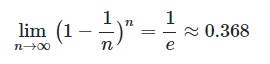 lim n→∞ (1 − 1/n)ⁿ = 1/e ≈ 0.368